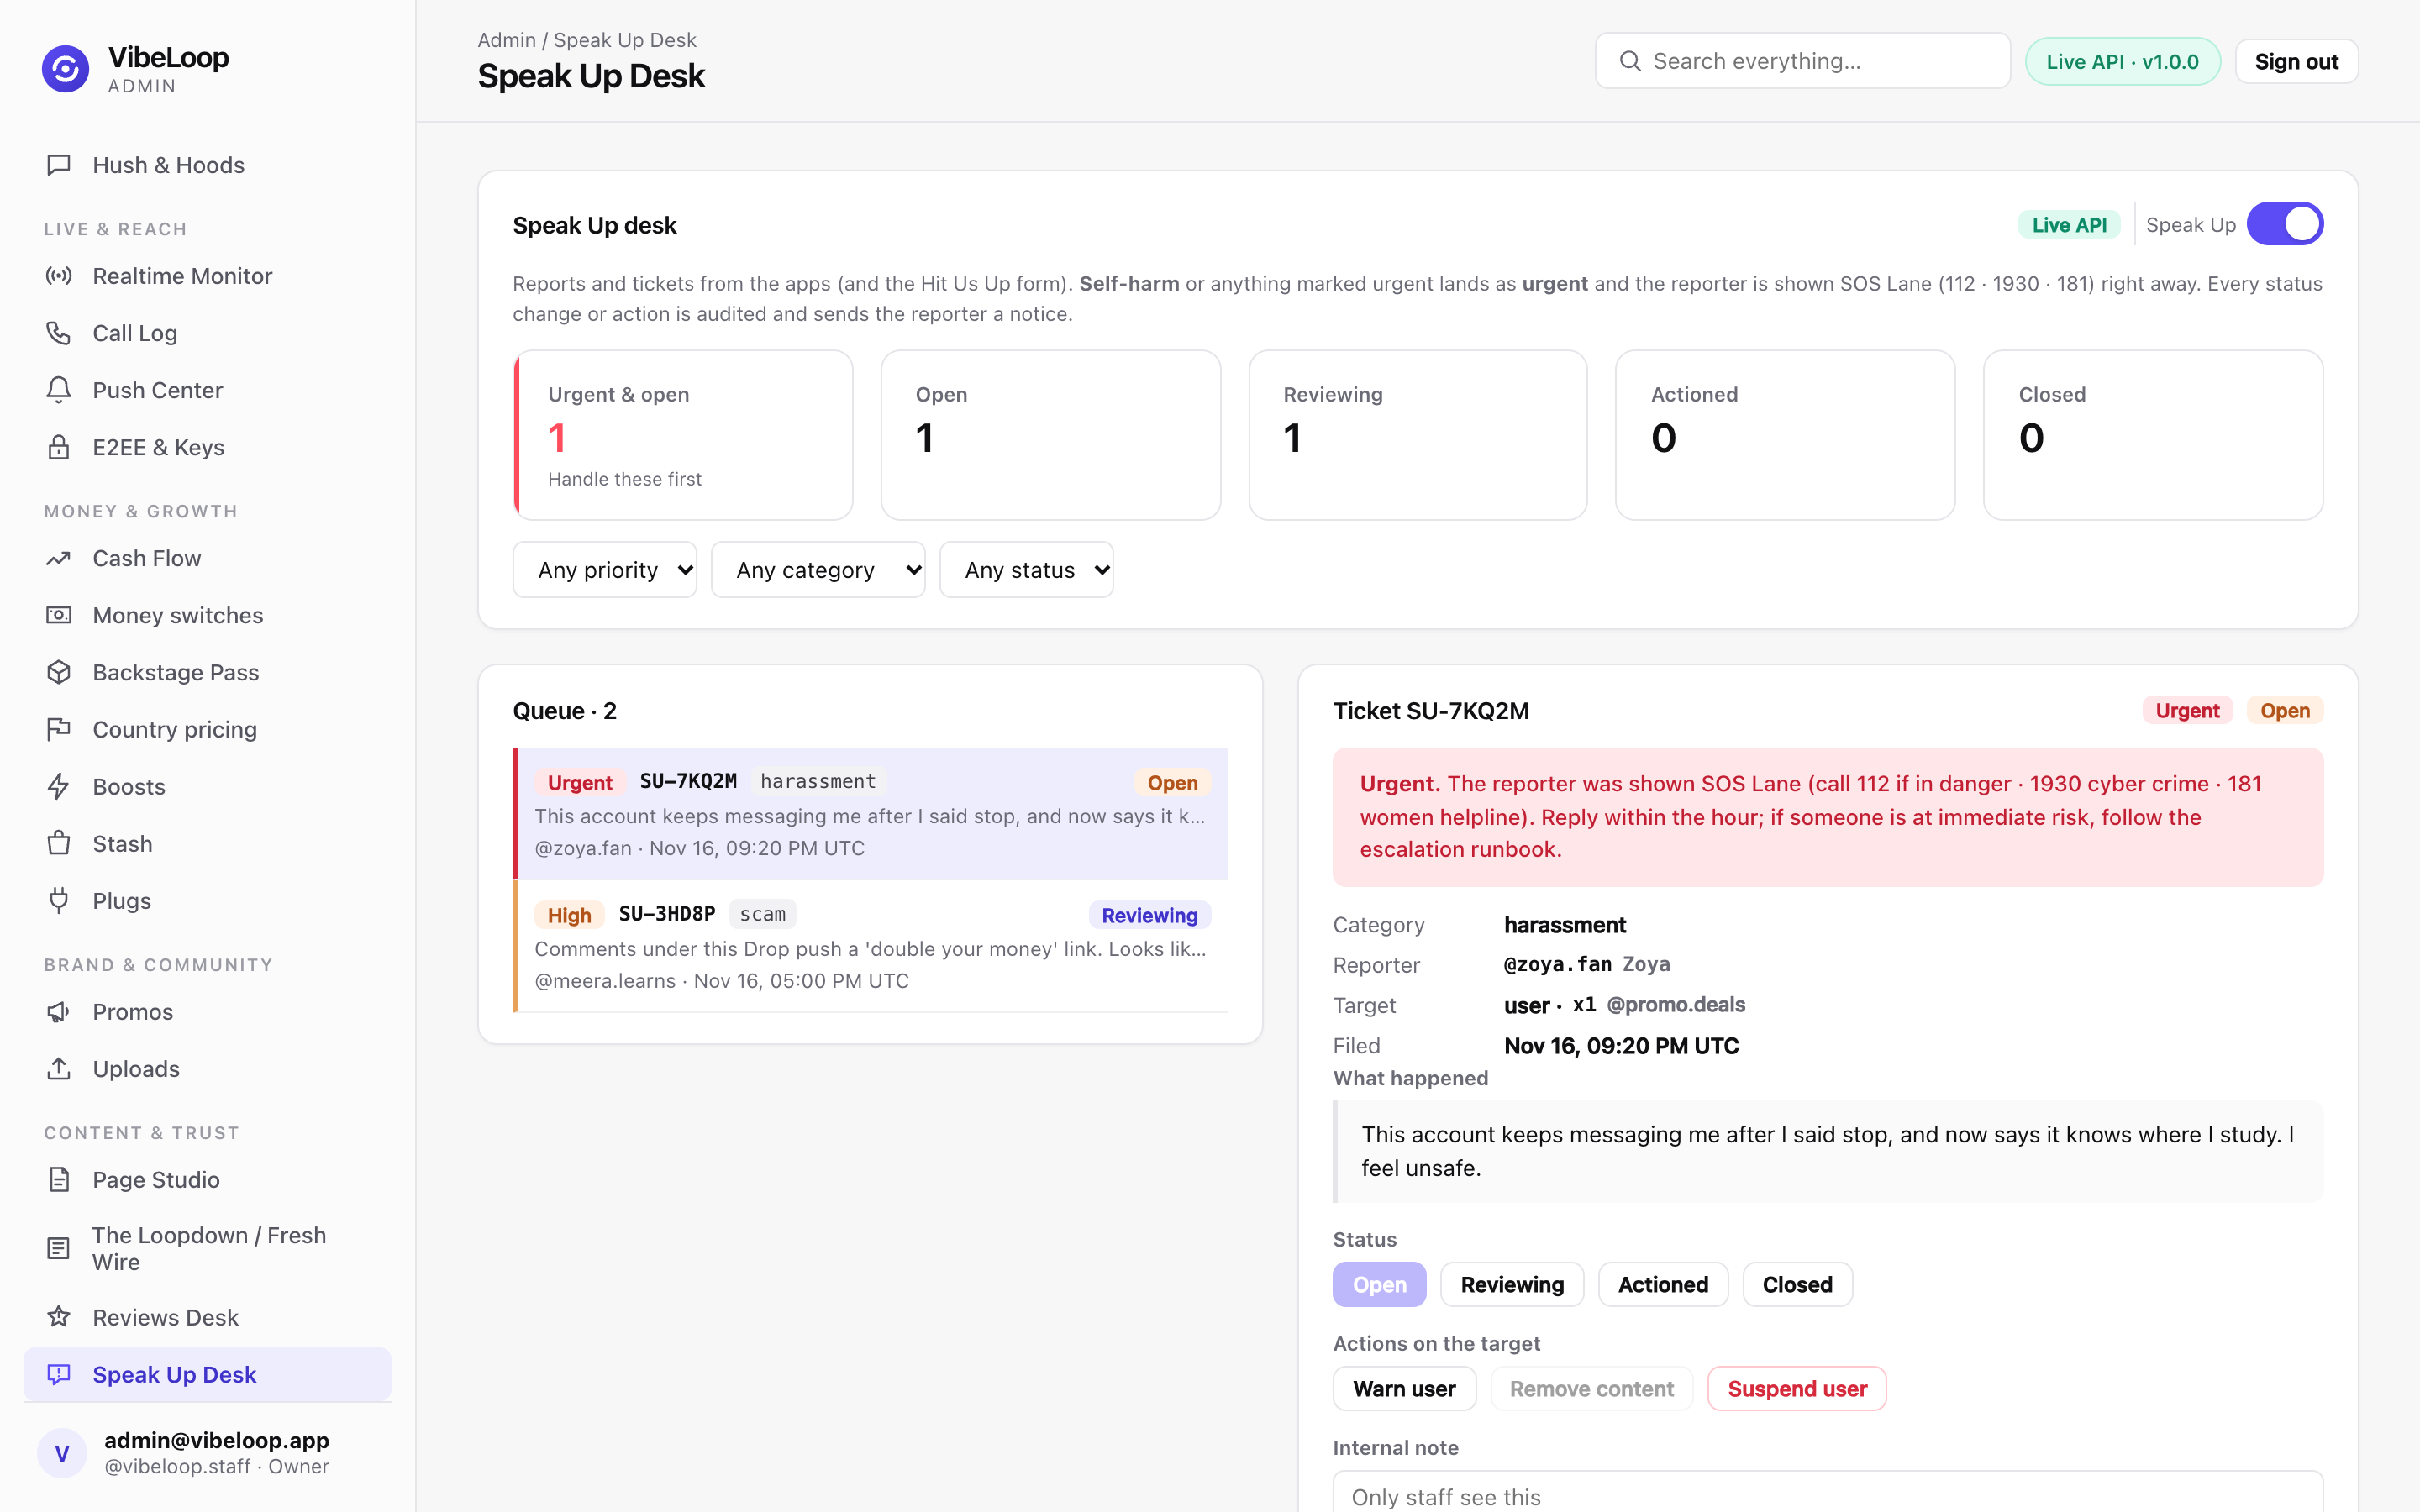 VibeLoop
ADMIN
Hush & Hoods
LIVE & REACH
Realtime Monitor
Call Log
Push Center
E2EE & Keys
MONEY & GROWTH
Cash Flow
Money switches
Backstage Pass
Country pricing
Boosts
Stash
Plugs
BRAND & COMMUNITY
Promos
Uploads
CONTENT & TRUST
Page Studio
The Loopdown / Fresh
Wire
Reviews Desk
Speak Up Desk
V
admin@vibeloop.app
@vibeloop.staff · Owner
Admin / Speak Up Desk
Speak Up Desk
Search everything...
Live API · v1.0.0
Sign out
Speak Up desk
Live API
Speak Up
Reports and tickets from the apps (and the Hit Us Up form). Self-harm or anything marked urgent lands as urgent and the reporter is shown SOS Lane (112 · 1930 · 181) right away. Every status
change or action is audited and sends the reporter a notice.
Urgent & open
1
Handle these first
Open
1
Reviewing
1
Actioned
0
Closed
0
Any priority
Any category
Any status
Queue · 2
Urgent SU-7KQ2M harassment Open
This account keeps messaging me after I said stop, and now says it k...
@zoya.fan · Nov 16, 09:20 PM UTC
High SU-3HD8P scam Reviewing
Comments under this Drop push a 'double your money' link. Looks lik...
@meera.learns · Nov 16, 05:00 PM UTC
Ticket SU-7KQ2M
Urgent
Open
Urgent. The reporter was shown SOS Lane (call 112 if in danger · 1930 cyber crime · 181
women helpline). Reply within the hour; if someone is at immediate risk, follow the
escalation runbook.
Category harassment
Reporter @zoya.fan Zoya
Target user · x1 @promo.deals
Filed Nov 16, 09:20 PM UTC
What happened
This account keeps messaging me after I said stop, and now says it knows where I study. I
feel unsafe.
Status
Open
Reviewing
Actioned
Closed
Actions on the target
Warn user
Remove content
Suspend user
Internal note
Only staff see this